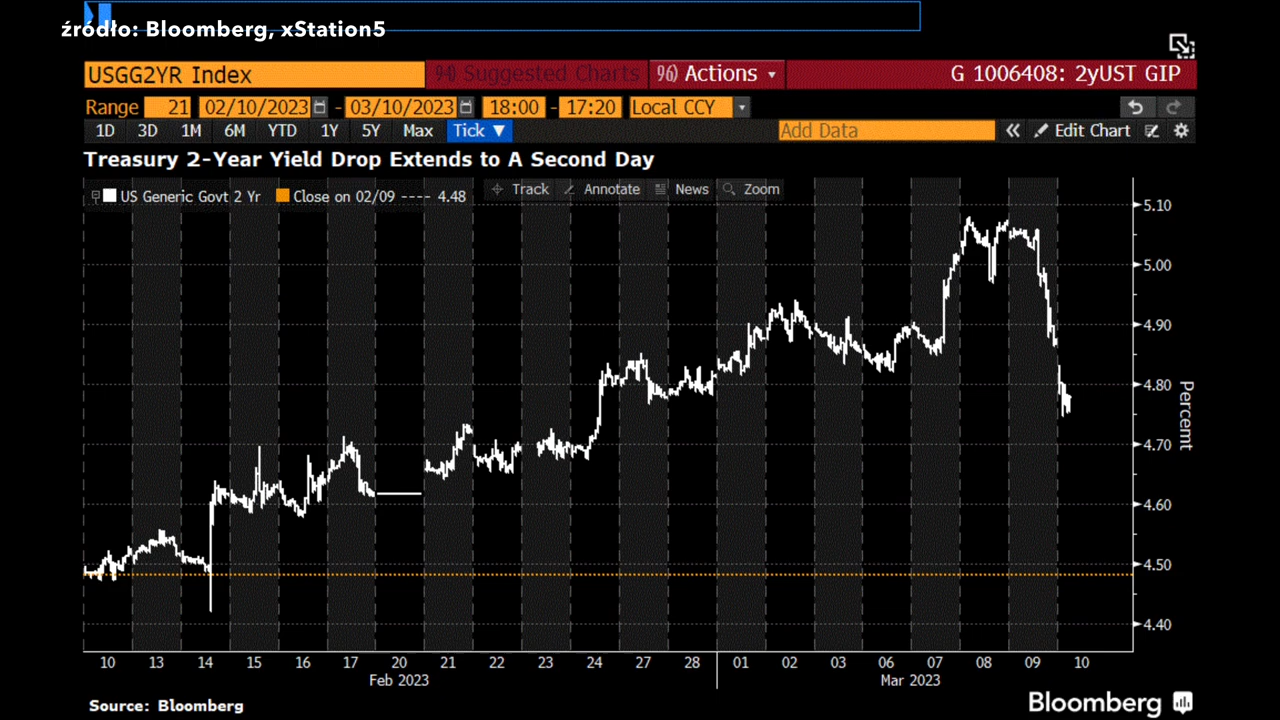 źródło: Bloomberg, xStation5
USGG2YR Index 94) Suggested Charts 96) Actions G 1006408: 2yUST GIP
Range 21 02/10/2023 - 03/10/2023 18:00 - 17:20 Local CCY
1D 3D 1M 6M YTD 1Y 5Y Max Tick ▼ Add Data « Edit Chart
Treasury 2-Year Yield Drop Extends to A Second Day
US Generic Govt 2 Yr Close on 02/09 ---- 4.48 Track Annotate News Zoom
5.10
5.00
4.90
4.80
4.70
4.60
4.50
4.40
Percemt
10 13 14 15 16 17 20 21 22 23 24 27 28 01 02 03 06 07 08 09 10
Feb 2023 Mar 2023
Source: Bloomberg
Bloomberg